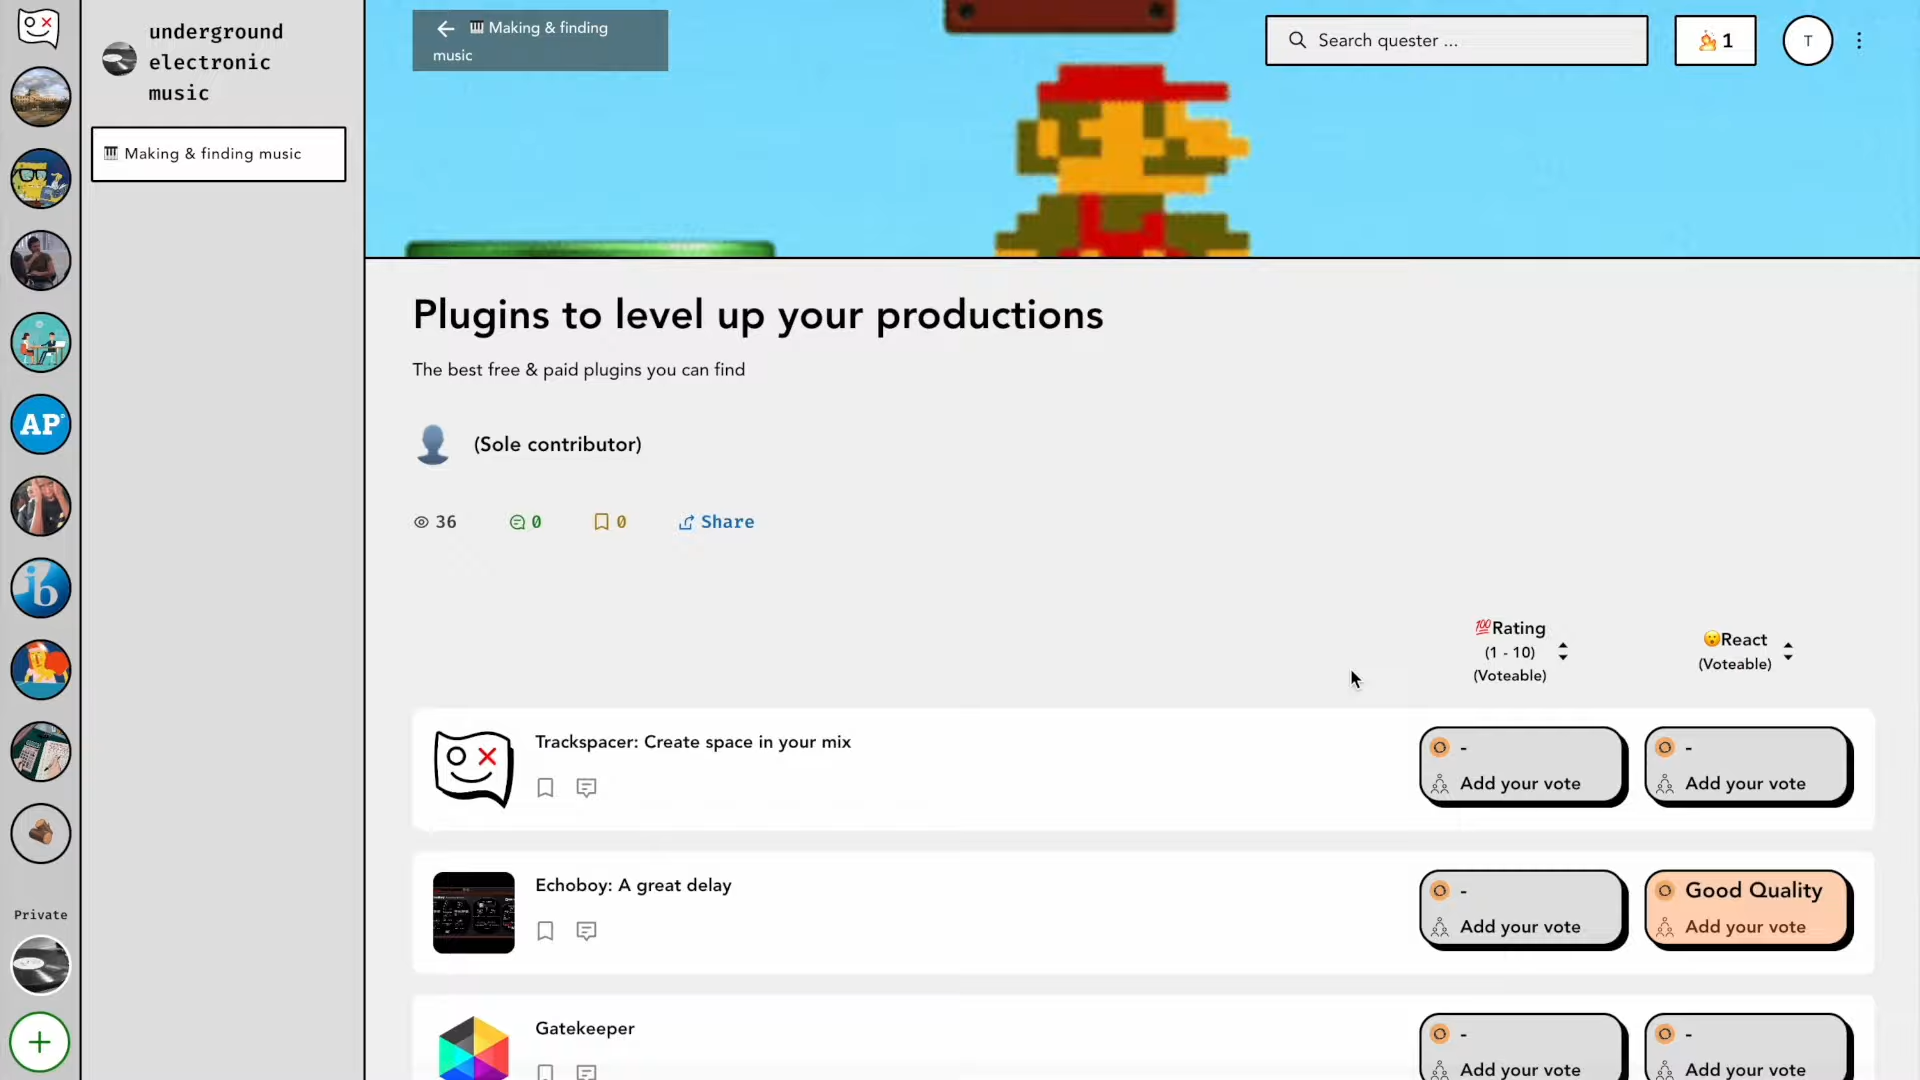 underground
electronic
music
🎹 Making & finding music
AP
ib
Private
← 🎹 Making & finding
music
Search quester ...
🔥 1
T
Plugins to level up your productions
The best free & paid plugins you can find
(Sole contributor)
36
0
0
Share
💯Rating
(1 - 10)
(Voteable)
😮React
(Voteable)
Trackspacer: Create space in your mix
-
Add your vote
-
Add your vote
Echoboy: A great delay
-
Add your vote
Good Quality
Add your vote
Gatekeeper
-
Add your vote
-
Add your vote